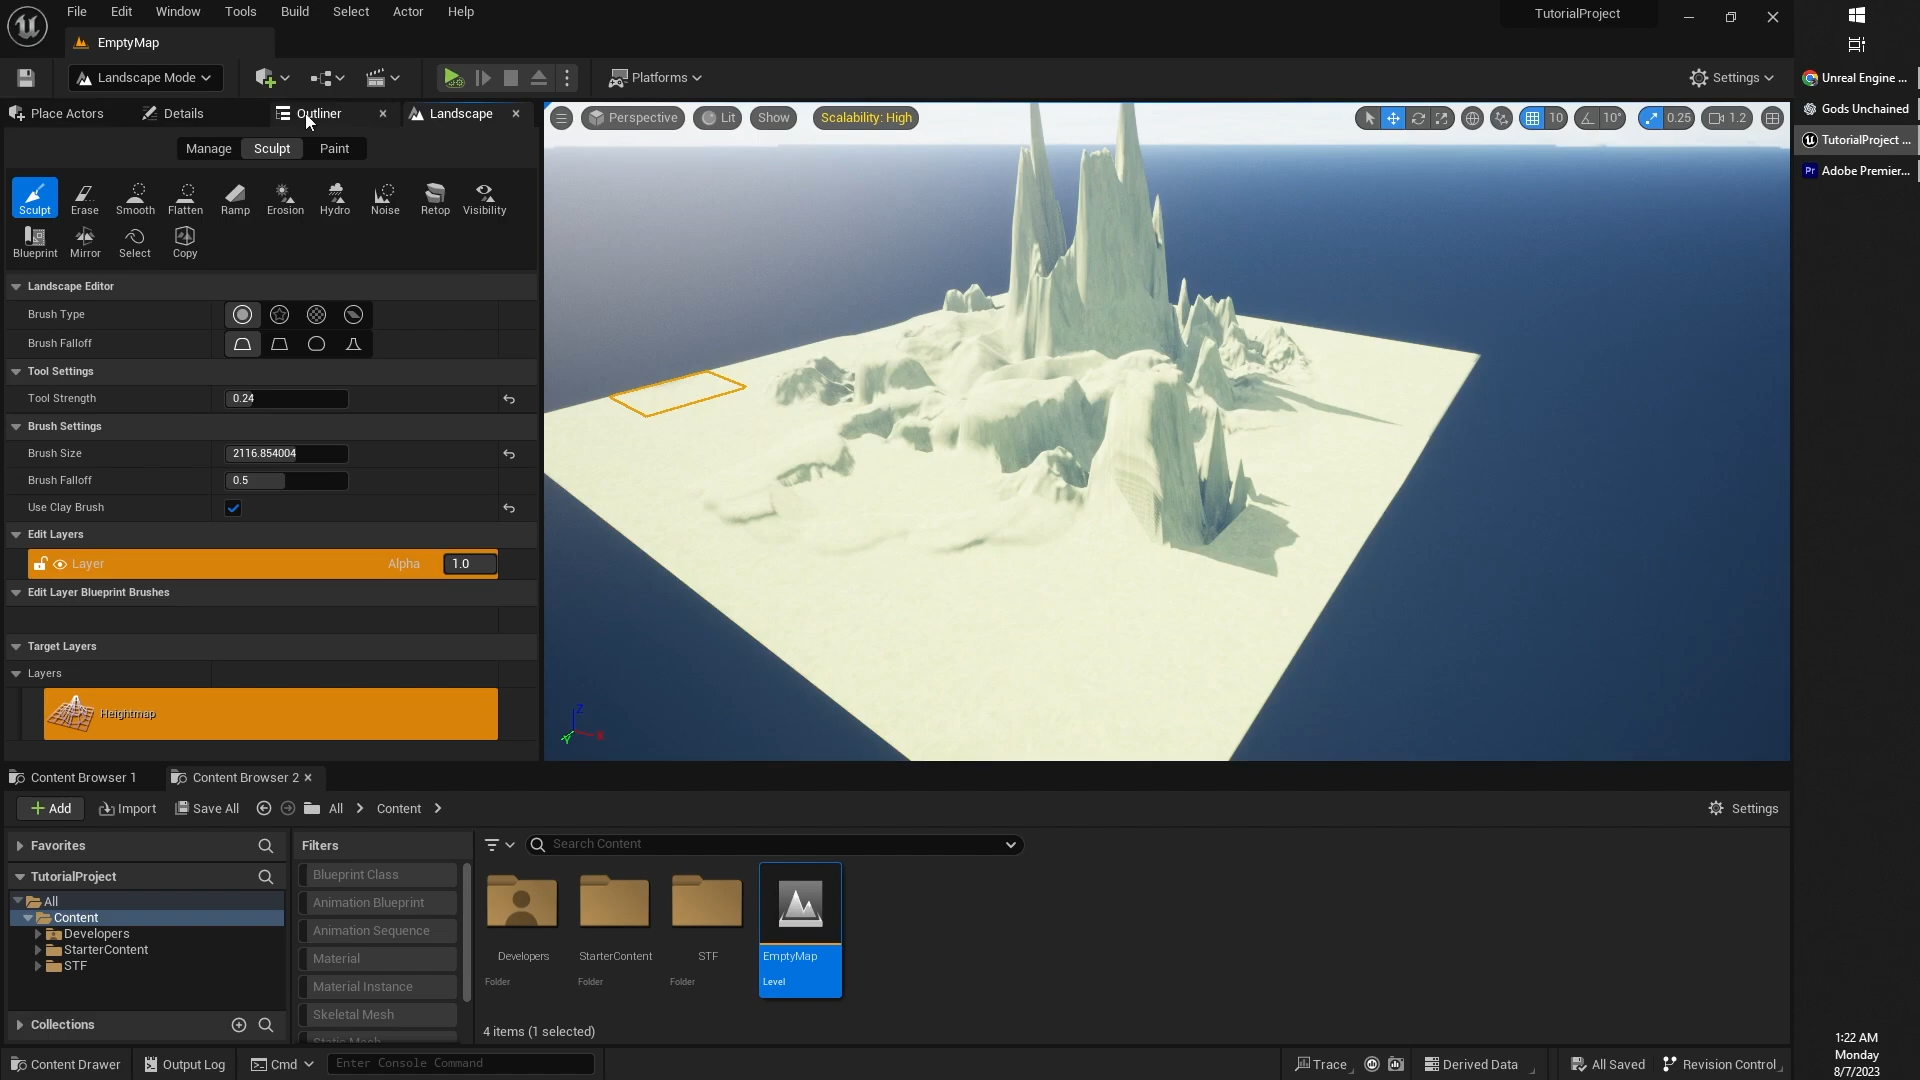 File Edit Window Tools Build Select Actor Help
TutorialProject
EmptyMap
Landscape Mode
Platforms
Settings
Place Actors
Details
Outliner
Landscape
Manage Sculpt Paint
Sculpt Erase Smooth Flatten Ramp Erosion Hydro Noise Retop Visibility
Blueprint Mirror Select Copy
Landscape Editor
Brush Type
Brush Falloff
Tool Settings
Tool Strength 0.24
Brush Settings
Brush Size 2116.854004
Brush Falloff 0.5
Use Clay Brush
Edit Layers
Layer Alpha 1.0
Edit Layer Blueprint Brushes
Target Layers
Layers
Heightmap
Perspective Lit Show Scalability: High
10 10° 0.25 1.2
Z
X
Y
Unreal Engine ...
Gods Unchained
TutorialProject ...
Pr Adobe Premier...
Content Browser 1
Content Browser 2
Add Import Save All All Content
Settings
Favorites
TutorialProject
All
Content
Developers
StarterContent
STF
Collections
Filters
Blueprint Class
Animation Blueprint
Animation Sequence
Material
Material Instance
Skeletal Mesh
Static Mesh
Search Content
Developers
Folder
StarterContent
Folder
STF
Folder
EmptyMap
Level
4 items (1 selected)
Content Drawer Output Log Cmd Enter Console Command
Trace Derived Data All Saved Revision Control
1:22 AM
Monday
8/7/2023